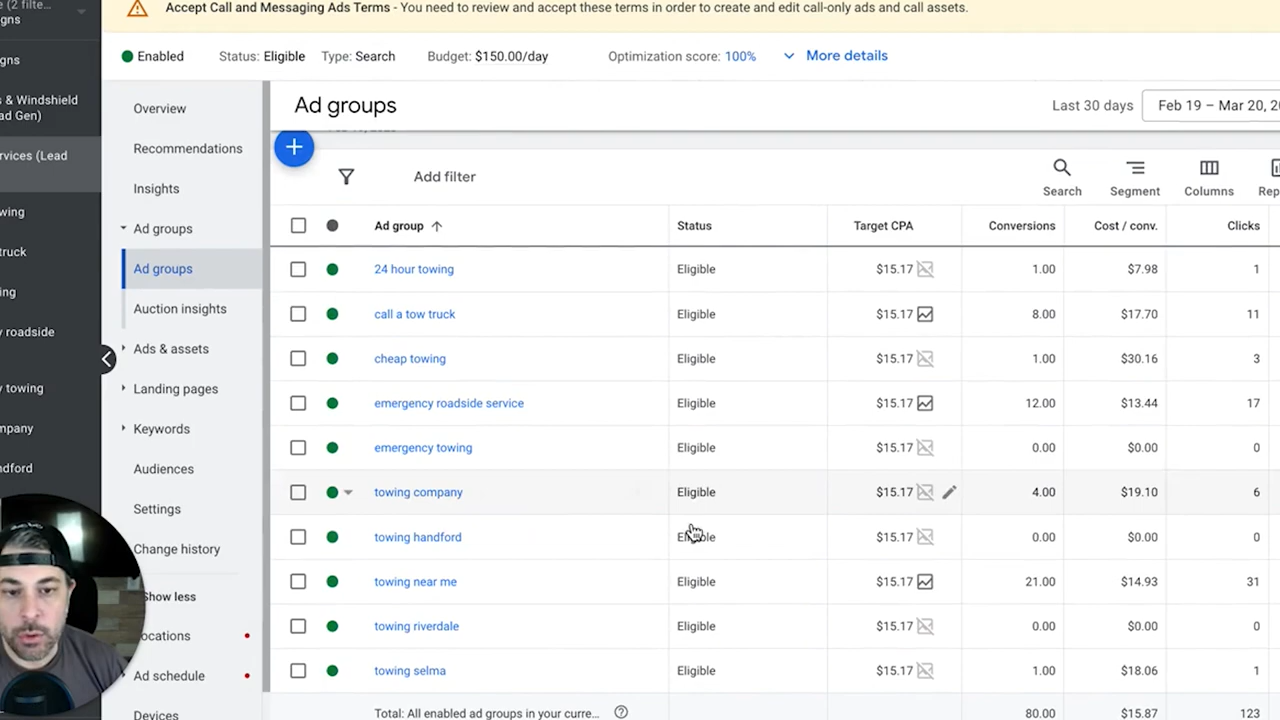 e (2 filte...
gns
Accept Call and Messaging Ads Terms - You need to review and accept these terms in order to create and edit call-only ads and call assets.
Enabled Status: Eligible Type: Search Budget: $150.00/day Optimization score: 100% More details
gns
s & Windshield
ad Gen)
rvices (Lead
wing
truck
ing
y roadside
y towing
mpany
ndford
Overview
Recommendations
Insights
Ad groups
Ad groups
Auction insights
Ads & assets
Landing pages
Keywords
Audiences
Settings
Change history
Show less
ocations
Ad schedule
Devices
Ad groups Last 30 days Feb 19 – Mar 20, 20
Add filter Search Segment Columns Rep
Ad group Status Target CPA Conversions Cost / conv. Clicks
24 hour towing Eligible $15.17 1.00 $7.98 1
call a tow truck Eligible $15.17 8.00 $17.70 11
cheap towing Eligible $15.17 1.00 $30.16 3
emergency roadside service Eligible $15.17 12.00 $13.44 17
emergency towing Eligible $15.17 0.00 $0.00 0
towing company Eligible $15.17 4.00 $19.10 6
towing handford Eligible $15.17 0.00 $0.00 0
towing near me Eligible $15.17 21.00 $14.93 31
towing riverdale Eligible $15.17 0.00 $0.00 0
towing selma Eligible $15.17 1.00 $18.06 1
Total: All enabled ad groups in your curre... 80.00 $15.87 123